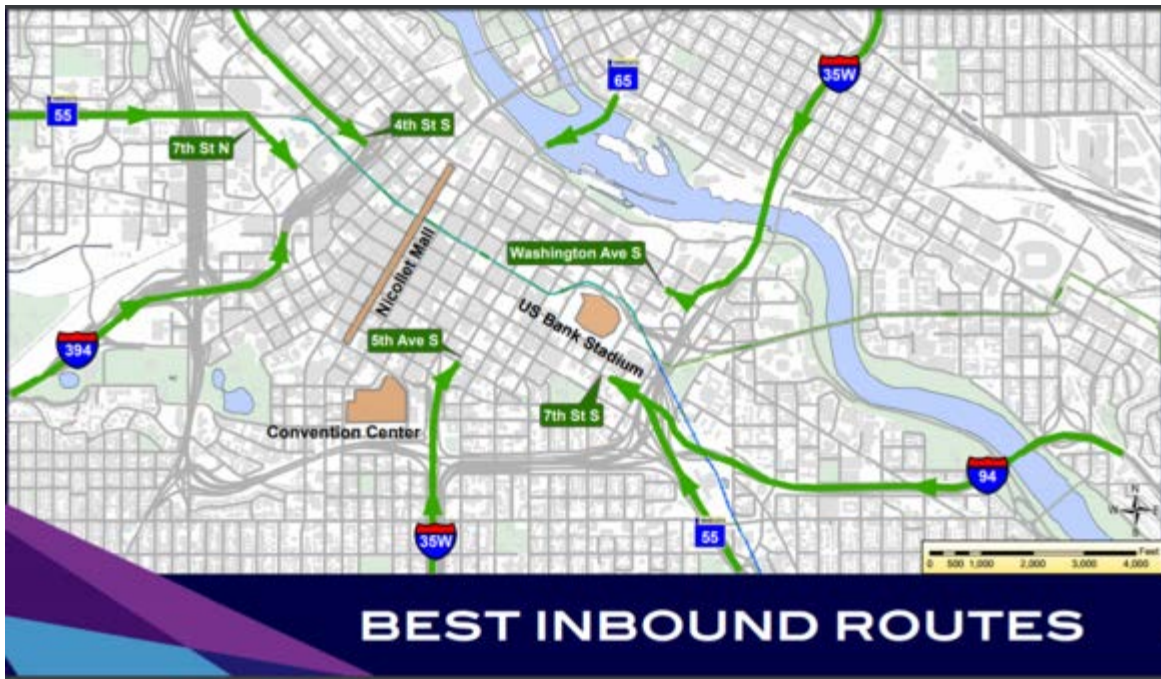 65
35W
55
4th St S
7th St N
Washington Ave S
Nicollet Mall
US Bank Stadium
394
5th Ave S
7th St S
Convention Center
94
N
W
E
S
35W
55
Feet
0 500 1,000 2,000 3,000 4,000
BEST INBOUND ROUTES